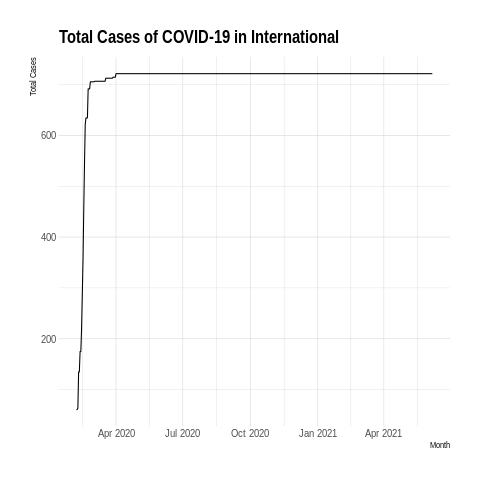 Total Cases of COVID-19 in International
Total Cases
600
400
200
Apr 2020 Jul 2020 Oct 2020 Jan 2021 Apr 2021
Month